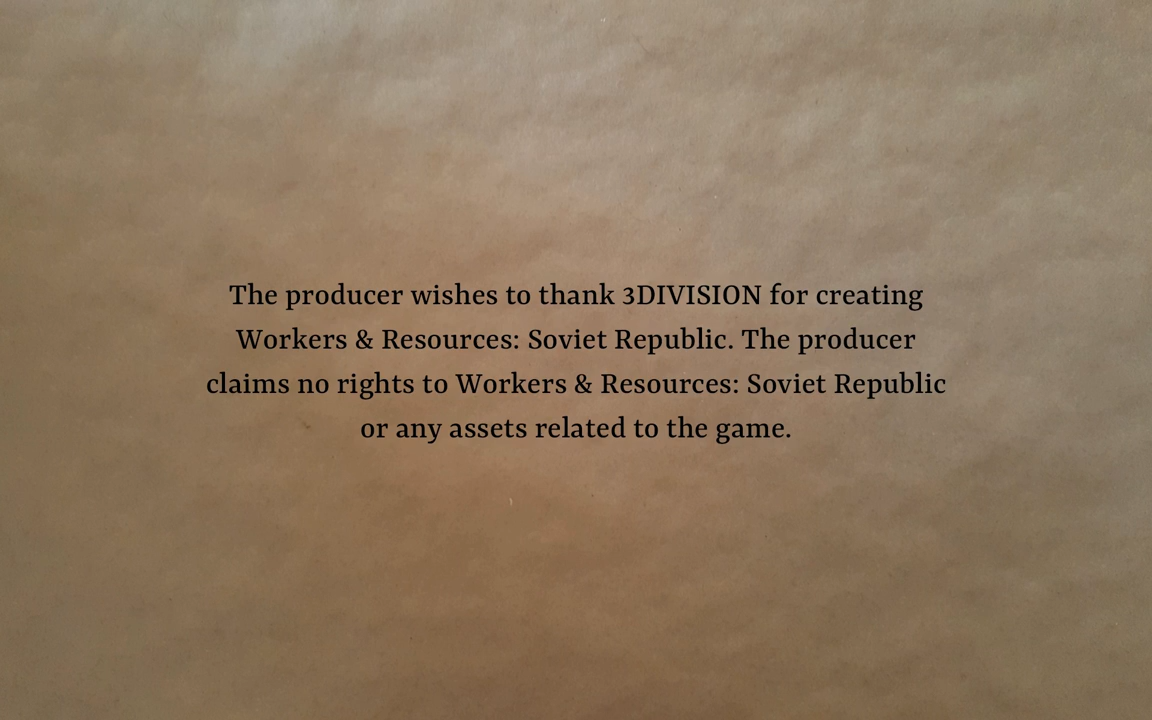 The producer wishes to thank 3DIVISION for creating
Workers & Resources: Soviet Republic. The producer
claims no rights to Workers & Resources: Soviet Republic
or any assets related to the game.